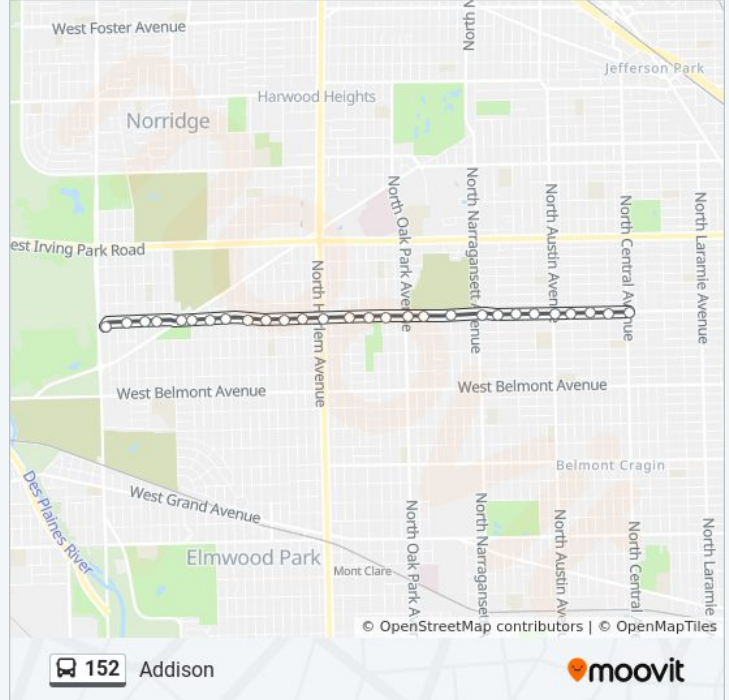 West Foster Avenue
North N
Jefferson Park
Harwood Heights
Norridge
North Oak Park Avenue
North Narragansett Avenue
North Austin Avenue
North Central Avenue
North Laramie Avenue
est Irving Park Road
North Harlem Avenue
West Belmont Avenue
West Belmont Avenue
Belmont Cragin
Des Plaines River
West Grand Avenue
North Oak Park Av
North Narraganset
North Austin Aven
North Central
North Laramie
Elmwood Park
Mont Clare
© OpenStreetMap contributors | © OpenMapTiles
152 Addison
moovit